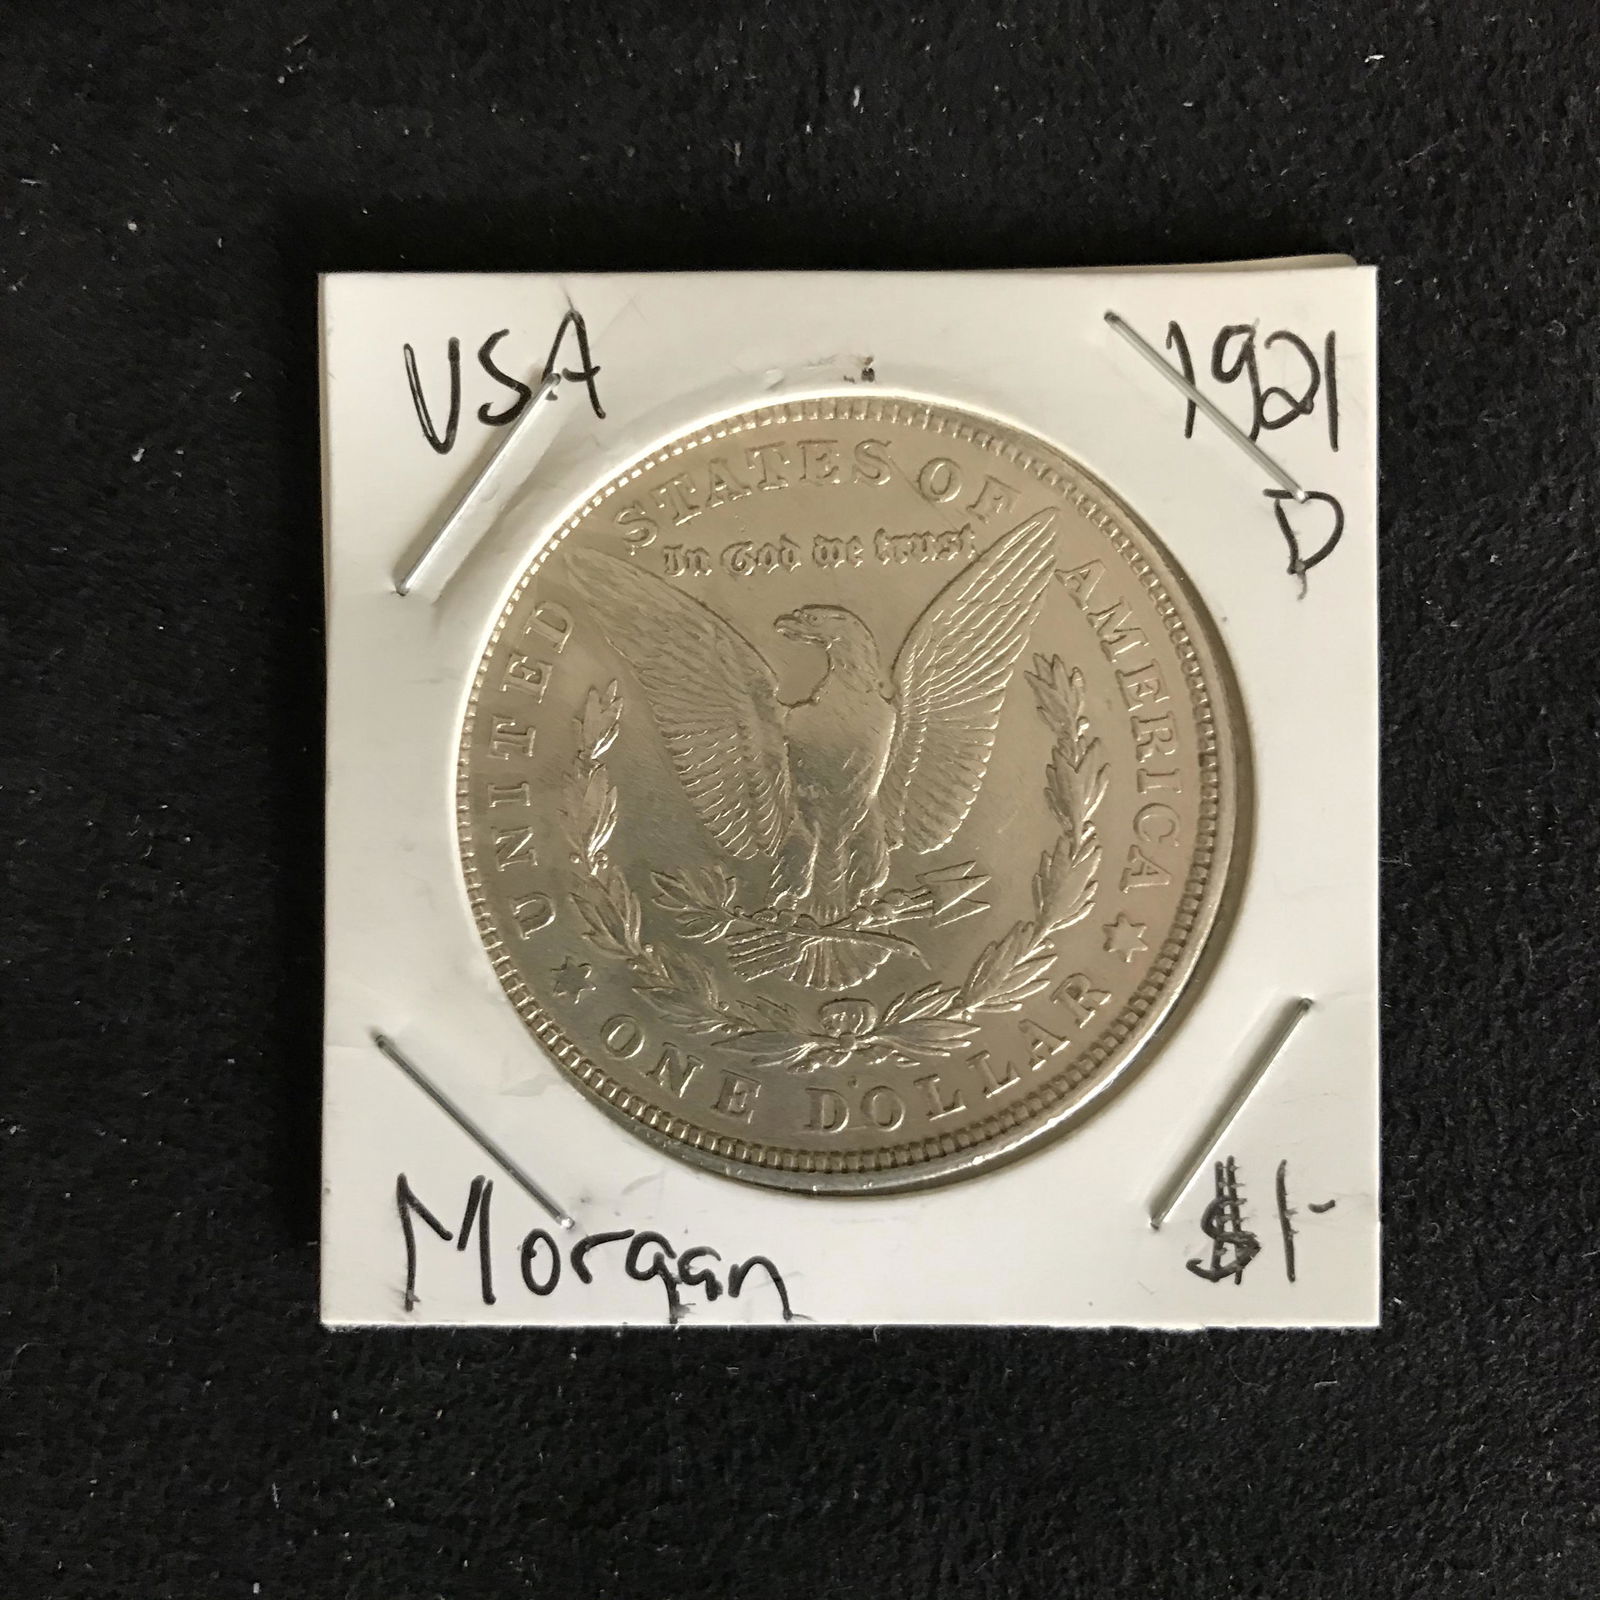 USA
1921
D
UNITED STATES OF AMERICA
In God we trust
ONE DOLLAR
D
Morgan
$1